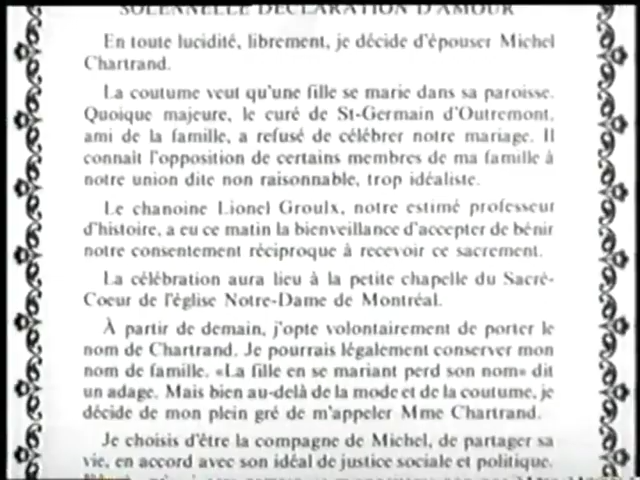 SOLENNELLE DÉCLARATION D'AMOUR
En toute lucidité, librement, je décide d'épouser Michel
Chartrand.
La coutume veut qu'une fille se marie dans sa paroisse.
Quoique majeure, le curé de St-Germain d'Outremont,
ami de la famille, a refusé de célébrer notre mariage. Il
connaît l'opposition de certains membres de ma famille à
notre union dite non raisonnable, trop idéaliste.
Le chanoine Lionel Groulx, notre estimé professeur
d'histoire, a eu ce matin la bienveillance d'accepter de bénir
notre consentement réciproque à recevoir ce sacrement.
La célébration aura lieu à la petite chapelle du Sacré-
Coeur de l'église Notre-Dame de Montréal.
À partir de demain, j'opte volontairement de porter le
nom de Chartrand. Je pourrais légalement conserver mon
nom de famille. «La fille en se mariant perd son nom» dit
un adage. Mais bien au-delà de la mode et de la coutume, je
décide de mon plein gré de m'appeler Mme Chartrand.
Je choisis d'être la compagne de Michel, de partager sa
vie, en accord avec son idéal de justice sociale et politique.